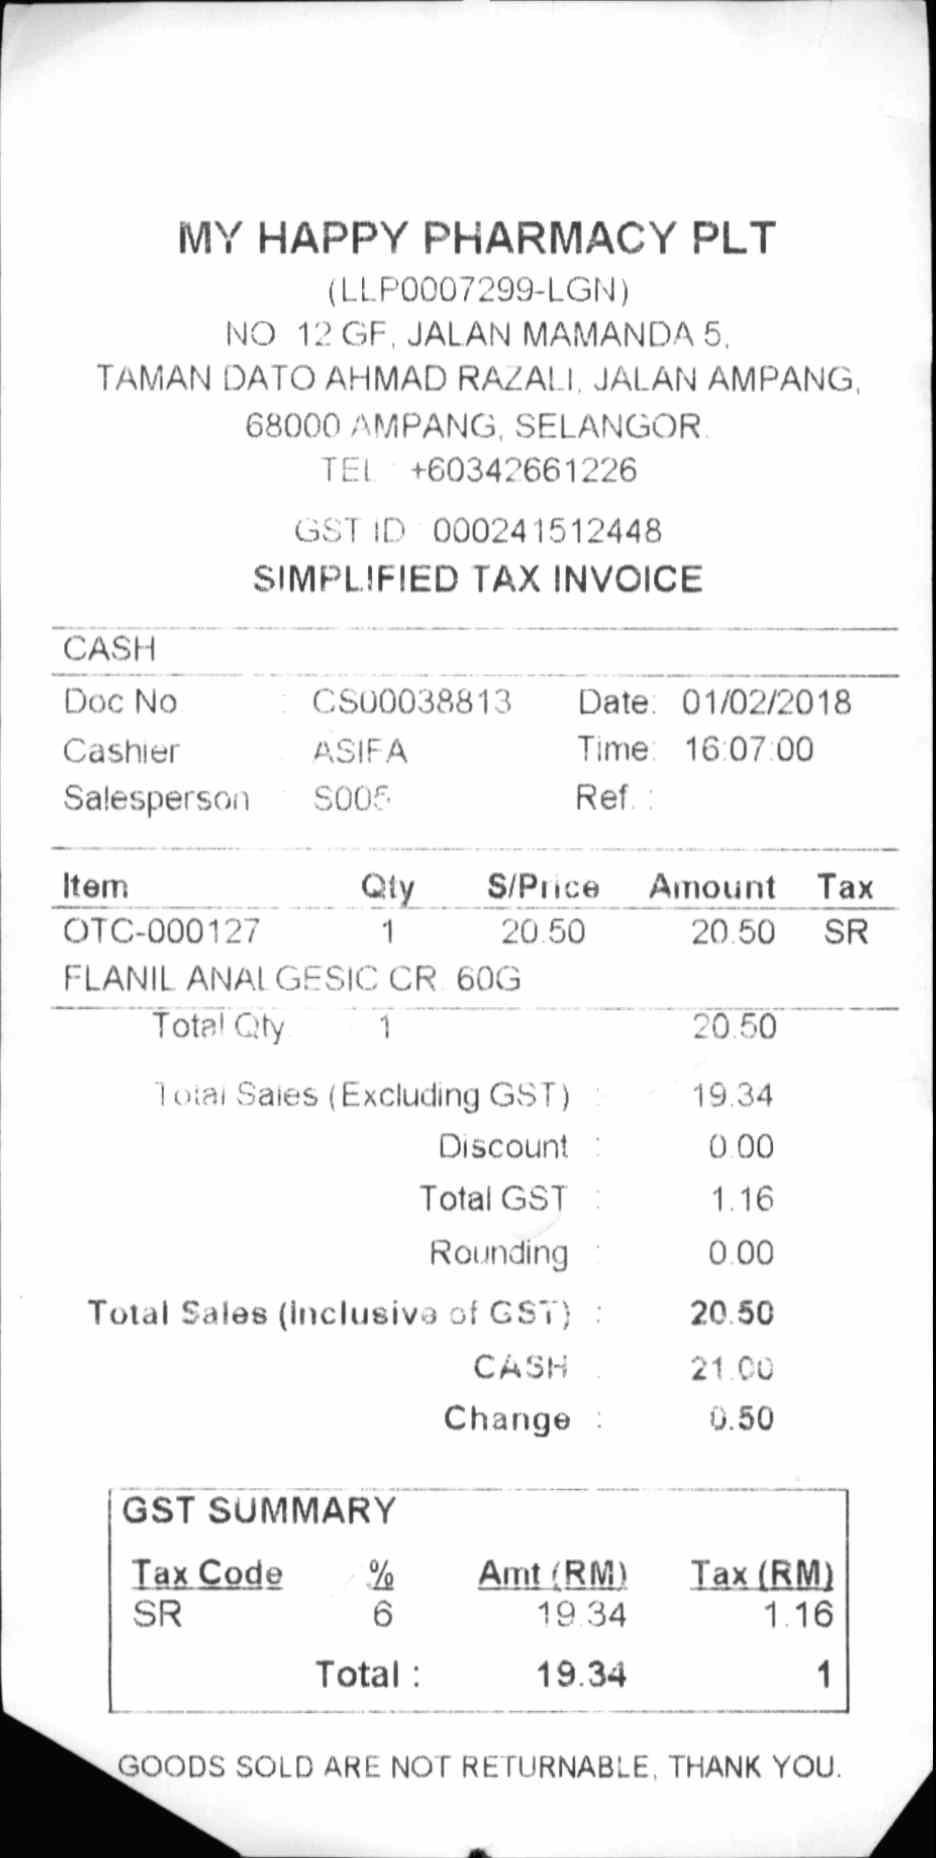 MY HAPPY PHARMACY PLT
(LLP0007299-LGN)
NO 12 GF, JALAN MAMANDA 5,
TAMAN DATO AHMAD RAZALI, JALAN AMPANG,
68000 AMPANG, SELANGOR.
TEL : +60342661226
GST ID 000241512448
SIMPLIFIED TAX INVOICE
CASH
Doc No : CS00038813 Date: 01/02/2018
Cashier ASIFA Time: 16:07:00
Salesperson S005 Ref. :
Item Qty S/Price Amount Tax
OTC-000127 1 20.50 20.50 SR
FLANIL ANALGESIC CR 60G
Total Qty 1 20.50
Total Sales (Excluding GST) : 19.34
Discount : 0.00
Total GST : 1.16
Rounding : 0.00
Total Sales (Inclusive of GST) : 20.50
CASH : 21.00
Change : 0.50
GST SUMMARY
Tax Code % Amt (RM) Tax (RM)
SR 6 19.34 1.16
Total : 19.34 1
GOODS SOLD ARE NOT RETURNABLE, THANK YOU.